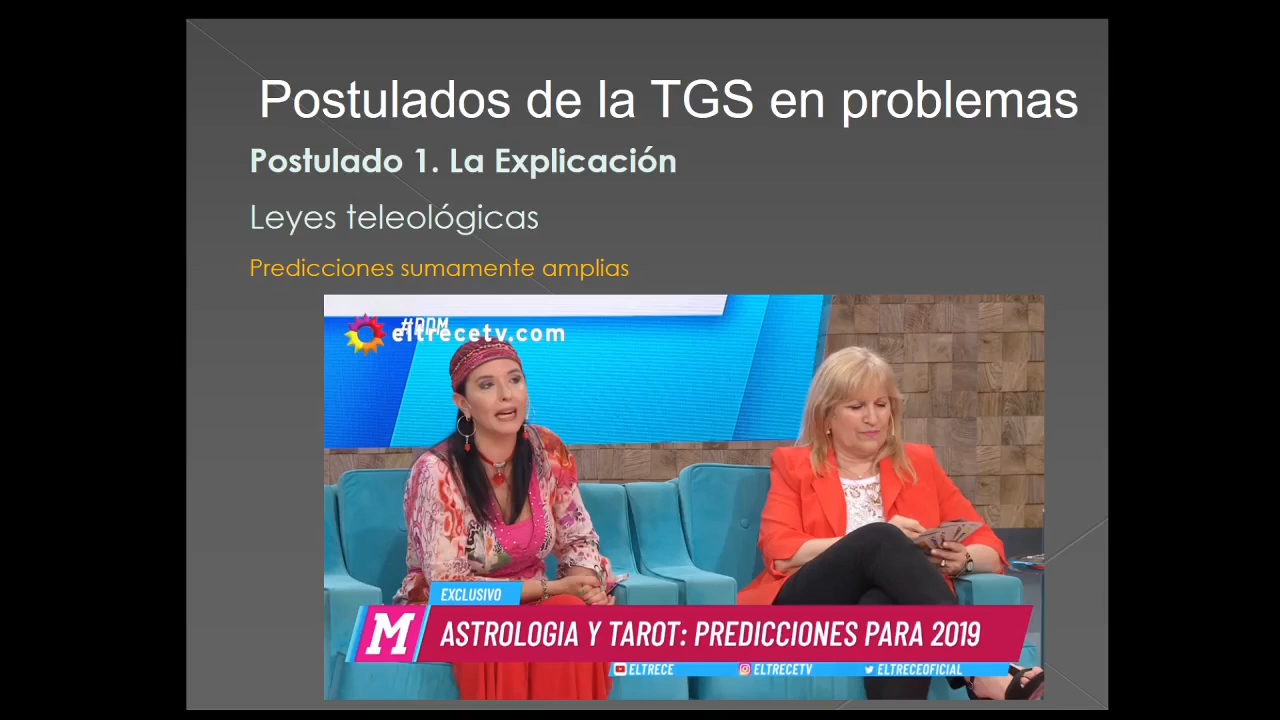 Postulados de la TGS en problemas
Postulado 1. La Explicación
Leyes teleológicas
Predicciones sumamente amplias
#DDM
eltrecetv.com
EXCLUSIVO
M
ASTROLOGIA Y TAROT: PREDICCIONES PARA 2019
ELTRECE ELTRECETV ELTRECEOFICIAL